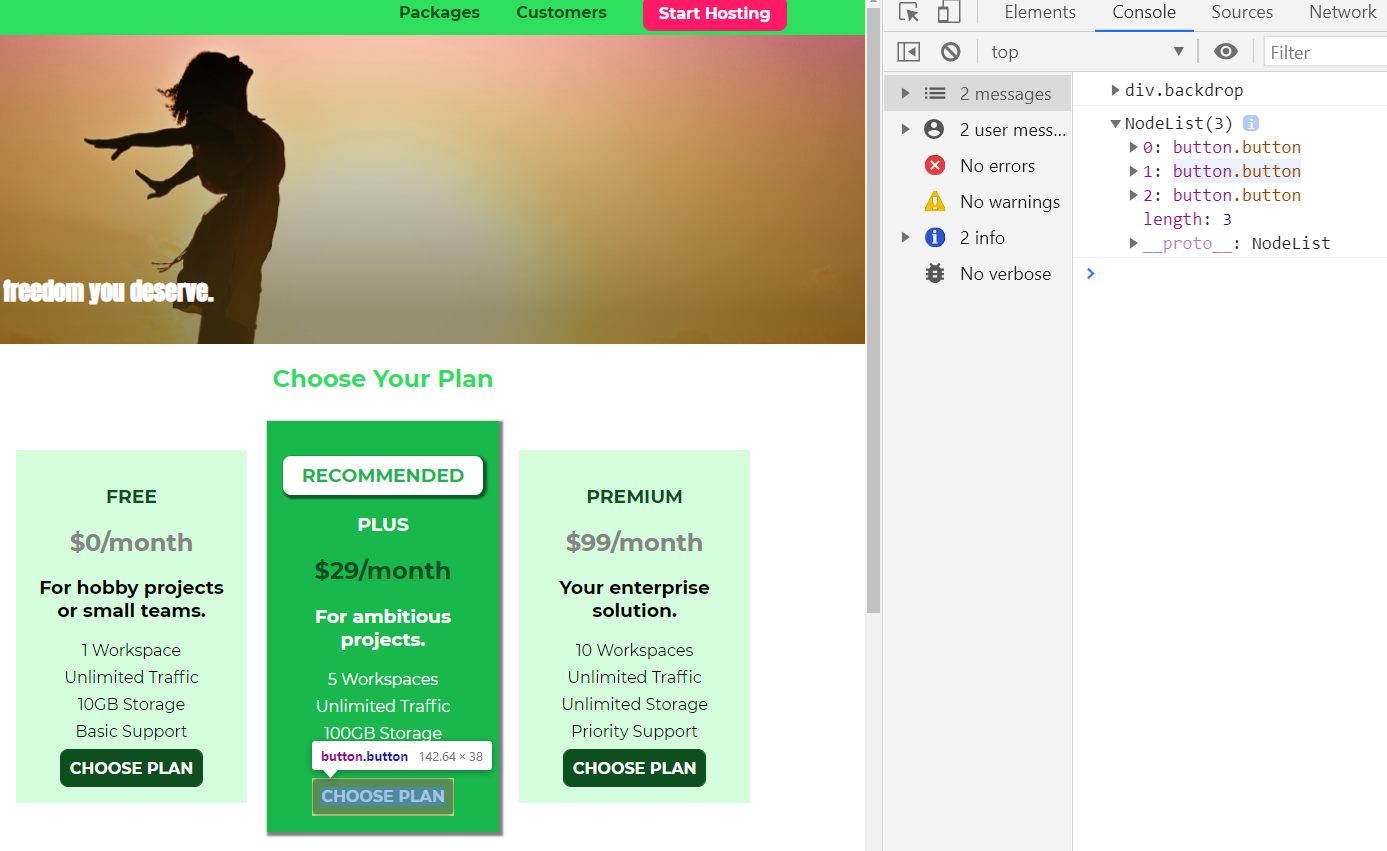 Packages Customers Start Hosting
freedom you deserve.
Choose Your Plan
FREE
$0/month
For hobby projects
or small teams.
1 Workspace
Unlimited Traffic
10GB Storage
Basic Support
CHOOSE PLAN
RECOMMENDED
PLUS
$29/month
For ambitious
projects.
5 Workspaces
Unlimited Traffic
100GB Storage
button.button 142.64 × 38
CHOOSE PLAN
PREMIUM
$99/month
Your enterprise
solution.
10 Workspaces
Unlimited Traffic
Unlimited Storage
Priority Support
CHOOSE PLAN
Elements Console Sources Network
top Filter
2 messages
2 user mess...
No errors
No warnings
2 info
No verbose
div.backdrop
NodeList(3)
0: button.button
1: button.button
2: button.button
length: 3
__proto__: NodeList